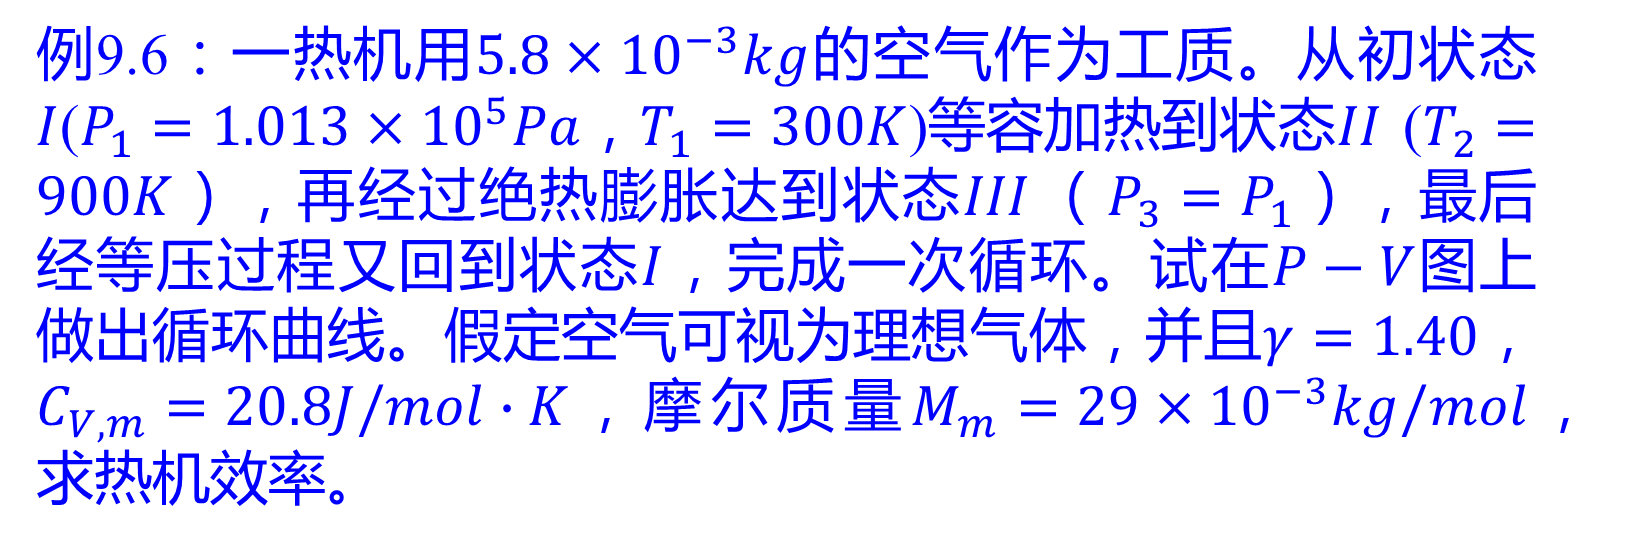 例9.6：一热机用5.8 × 10⁻³kg的空气作为工质。从初状态
I(P₁ = 1.013 × 10⁵Pa，T₁ = 300K)等容加热到状态II (T₂ =
900K），再经过绝热膨胀达到状态III（P₃ = P₁），最后
经等压过程又回到状态I，完成一次循环。试在P − V图上
做出循环曲线。假定空气可视为理想气体，并且γ = 1.40，
C_{V,m} = 20.8J/mol · K，摩尔质量M_m = 29 × 10⁻³kg/mol，
求热机效率。